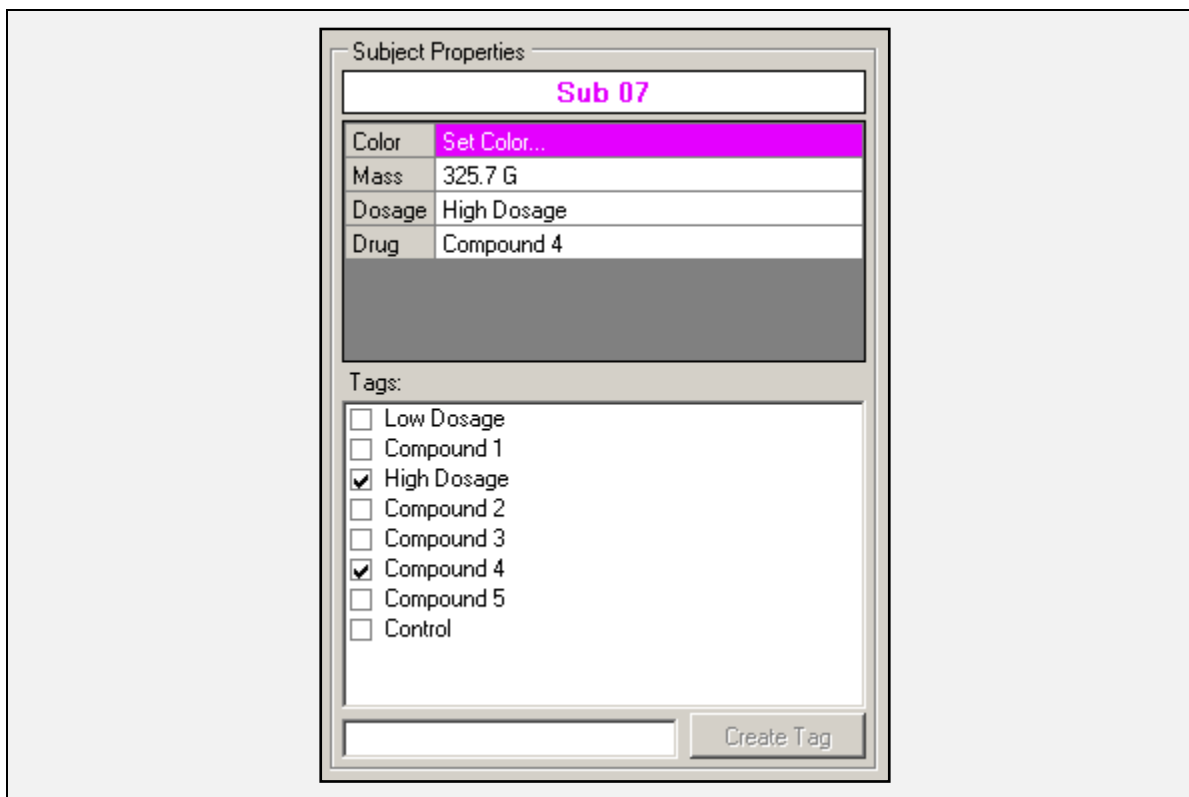 Subject Properties
Sub 07
Color Set Color...
Mass 325.7 G
Dosage High Dosage
Drug Compound 4
Tags:
Low Dosage
Compound 1
High Dosage
Compound 2
Compound 3
Compound 4
Compound 5
Control
Create Tag